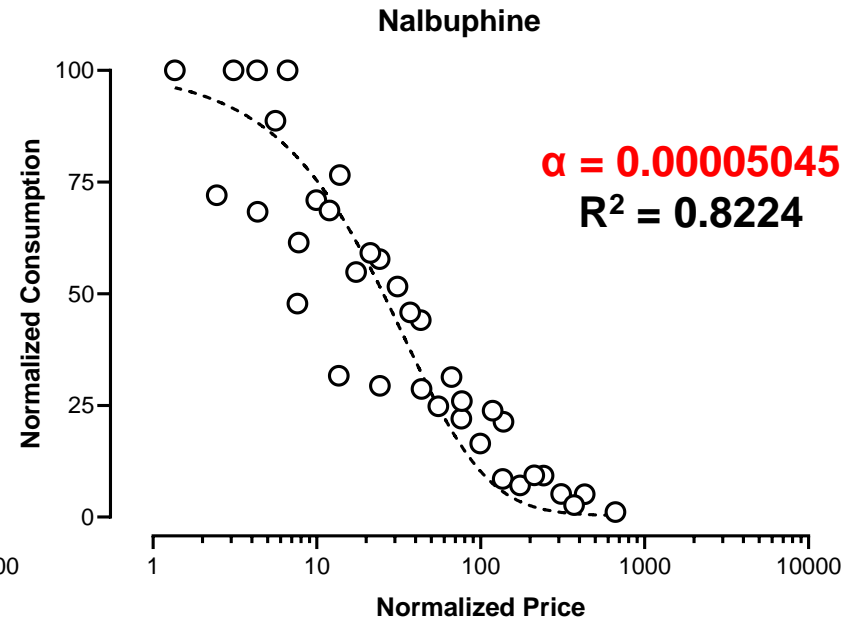 Nalbuphine
α = 0.00005045
R² = 0.8224
Normalized Consumption
100
75
50
25
0
00
1 10 100 1000 10000
Normalized Price